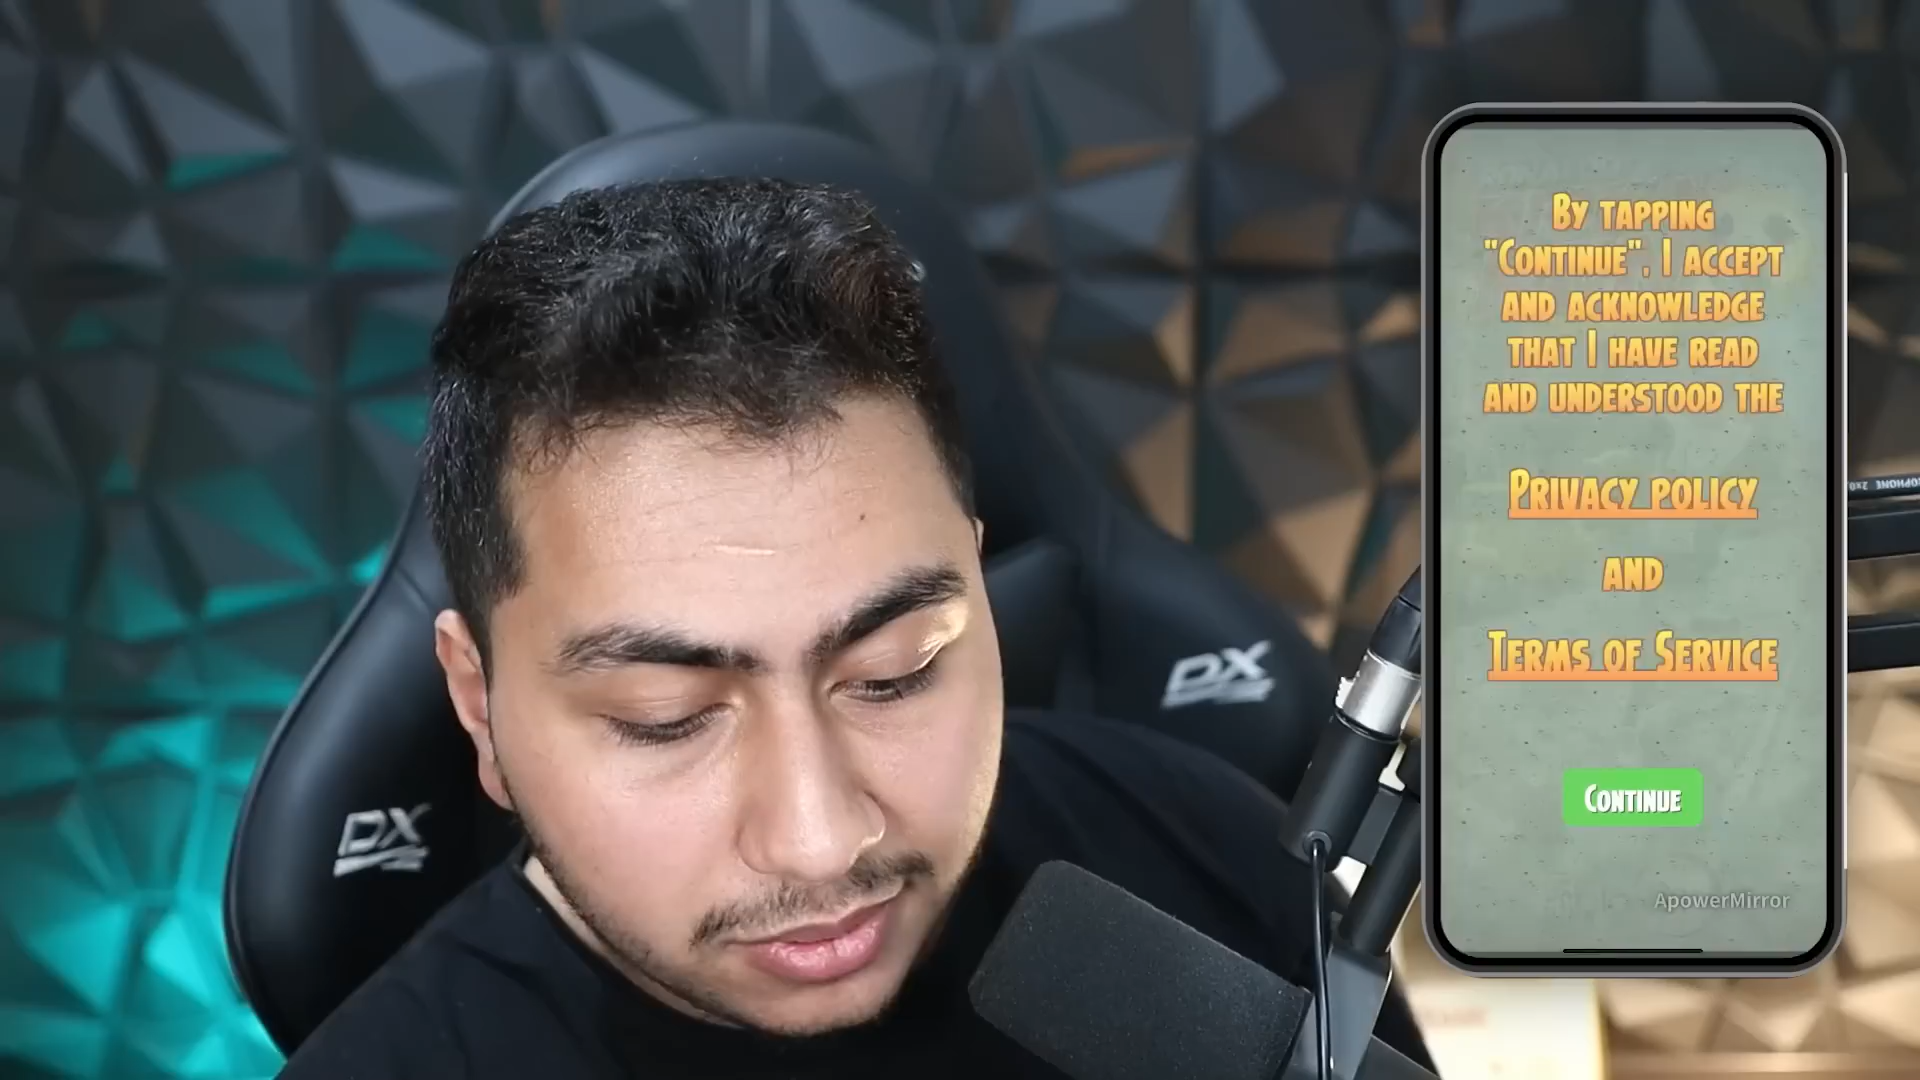 By tapping
"Continue", I accept
and acknowledge
that I have read
and understood the
Privacy policy
and
Terms of Service
Continue
ApowerMirror
DX
DX